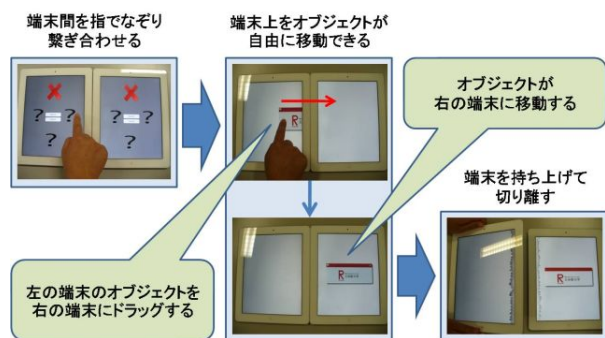 端末間を指でなぞり
繋ぎ合わせる
端末上をオブジェクトが
自由に移動できる
オブジェクトが
右の端末に移動する
端末を持ち上げて
切り離す
左の端末のオブジェクトを
右の端末にドラッグする
? ?
?
? ?
?
R
R
R